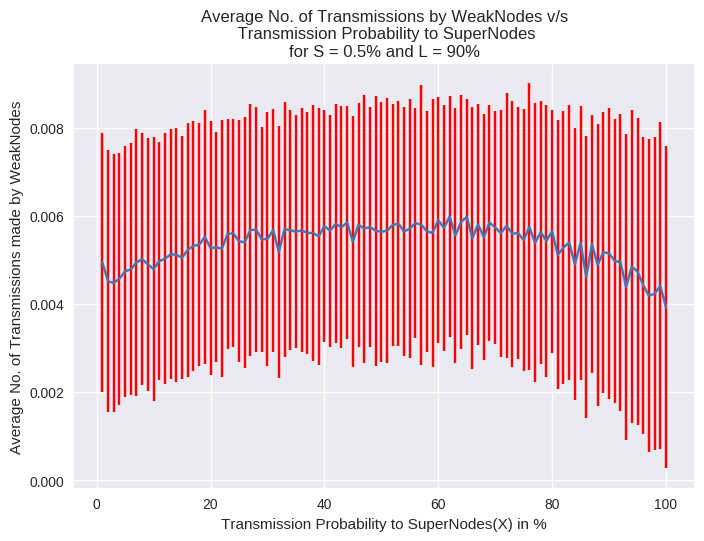 Average No. of Transmissions by WeakNodes v/s
Transmission Probability to SuperNodes
for S = 0.5% and L = 90%
Average No. of Transmissions made by WeakNodes
0.008
0.006
0.004
0.002
0.000
0
20
40
60
80
100
Transmission Probability to SuperNodes(X) in %